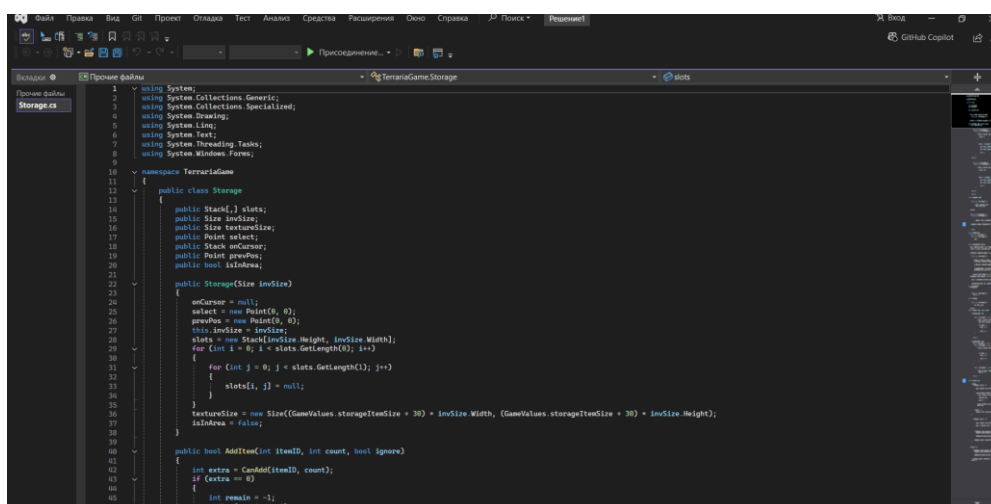 Файл Правка Вид Git Проект Отладка Тест Анализ Средства Расширения Окно Справка Поиск Решение1 Вход
GitHub Copilot
Присоединение...
Вкладки Прочие файлы TerrariaGame.Storage slots
Прочие файлы
Storage.cs
1 using System;
2 using System.Collections.Generic;
3 using System.Collections.Specialized;
4 using System.Drawing;
5 using System.Linq;
6 using System.Text;
7 using System.Threading.Tasks;
8 using System.Windows.Forms;
9
10 namespace TerrariaGame
11 {
12 public class Storage
13 {
14 public Stack[,] slots;
15 public Size invSize;
16 public Size textureSize;
17 public Point select;
18 public Stack onCursor;
19 public Point prevPos;
20 public bool isInArea;
21
22 public Storage(Size invSize)
23 {
24 onCursor = null;
25 select = new Point(0, 0);
26 prevPos = new Point(0, 0);
27 this.invSize = invSize;
28 slots = new Stack[invSize.Height, invSize.Width];
29 for (int i = 0; i < slots.GetLength(0); i++)
30 {
31 for (int j = 0; j < slots.GetLength(1); j++)
32 {
33 slots[i, j] = null;
34 }
35 }
36 textureSize = new Size((GameValues.storageItemSize + 30) * invSize.Width, (GameValues.storageItemSize + 30) * invSize.Height);
37 isInArea = false;
38 }
39
40 public bool AddItem(int itemID, int count, bool ignore)
41 {
42 int extra = CanAdd(itemID, count);
43 if (extra == 0)
44 {
45 int remain = -1;